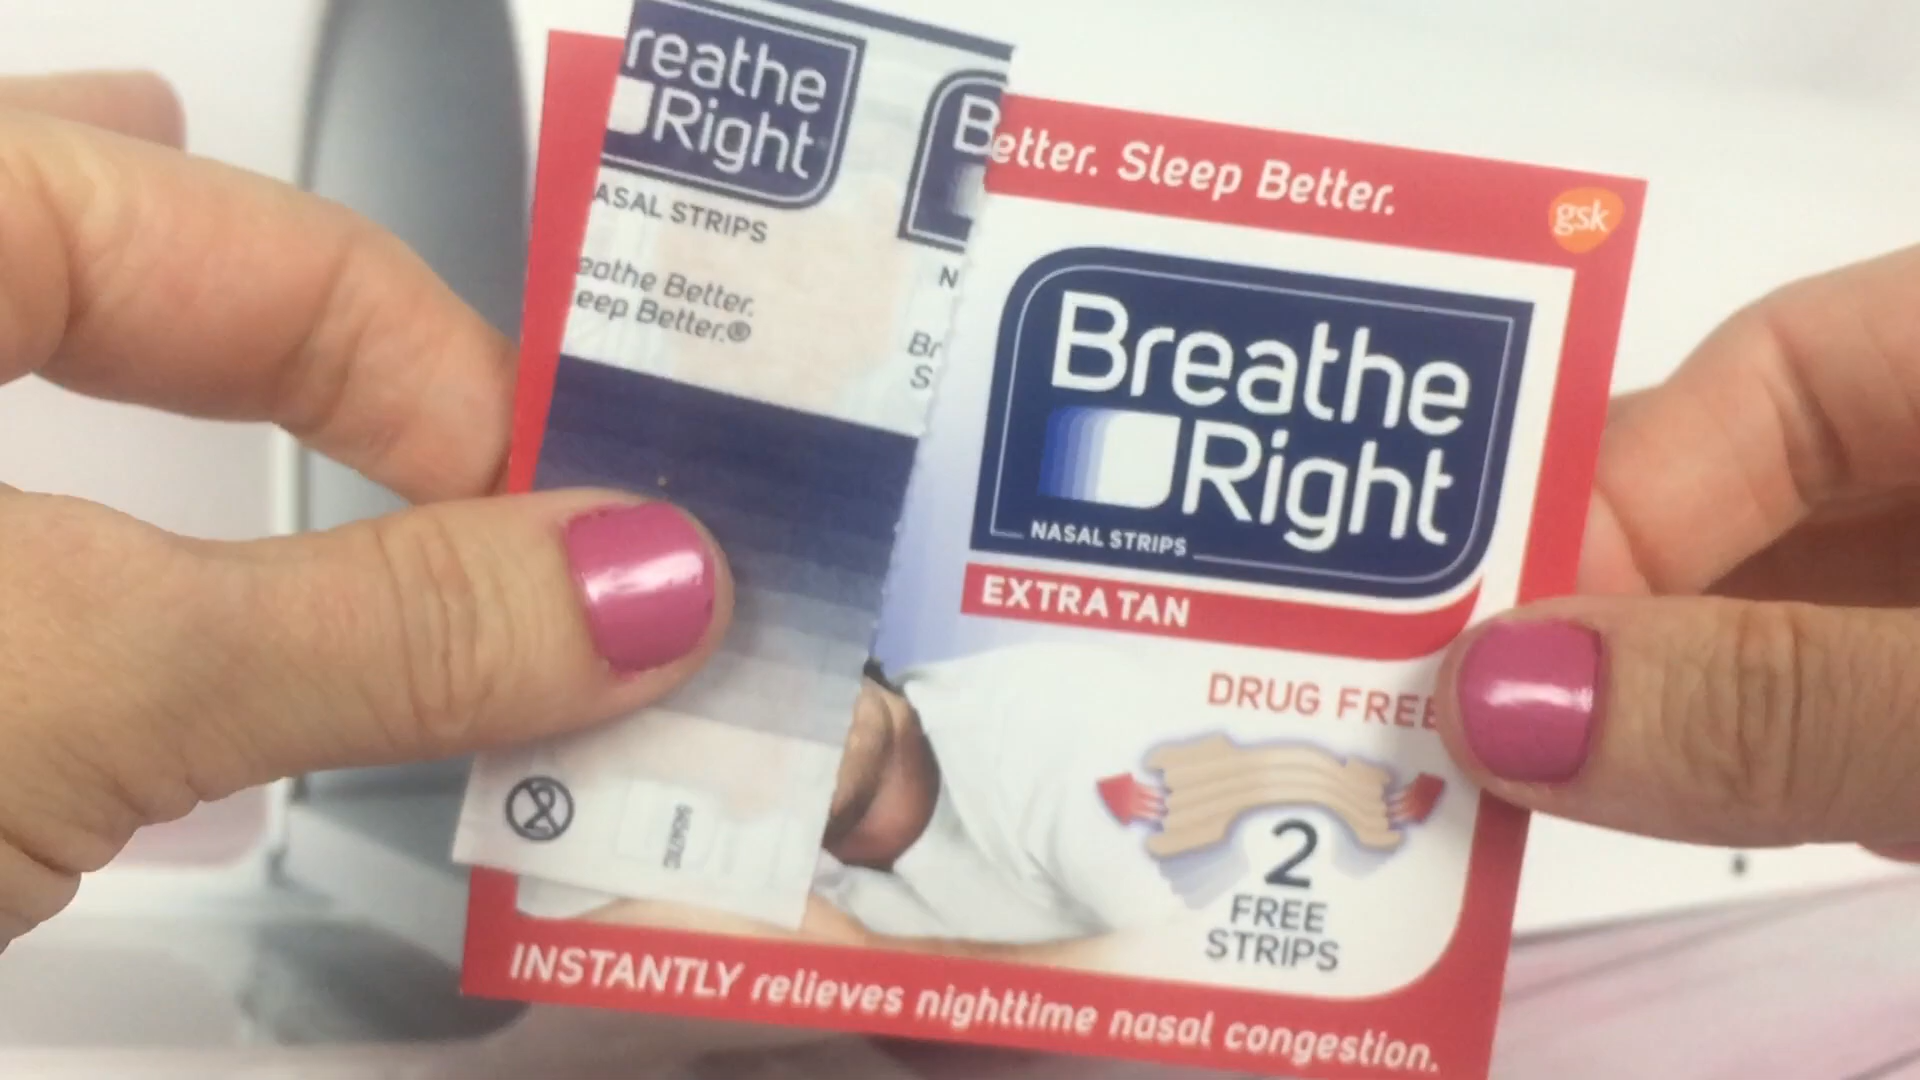 reathe
Right
ASAL STRIPS
eathe Better.
eep Better.®
B
N
Br
S
etter. Sleep Better.
gsk
Breathe
Right
NASAL STRIPS
EXTRA TAN
DRUG FREE
2
FREE
STRIPS
INSTANTLY relieves nighttime nasal congestion.